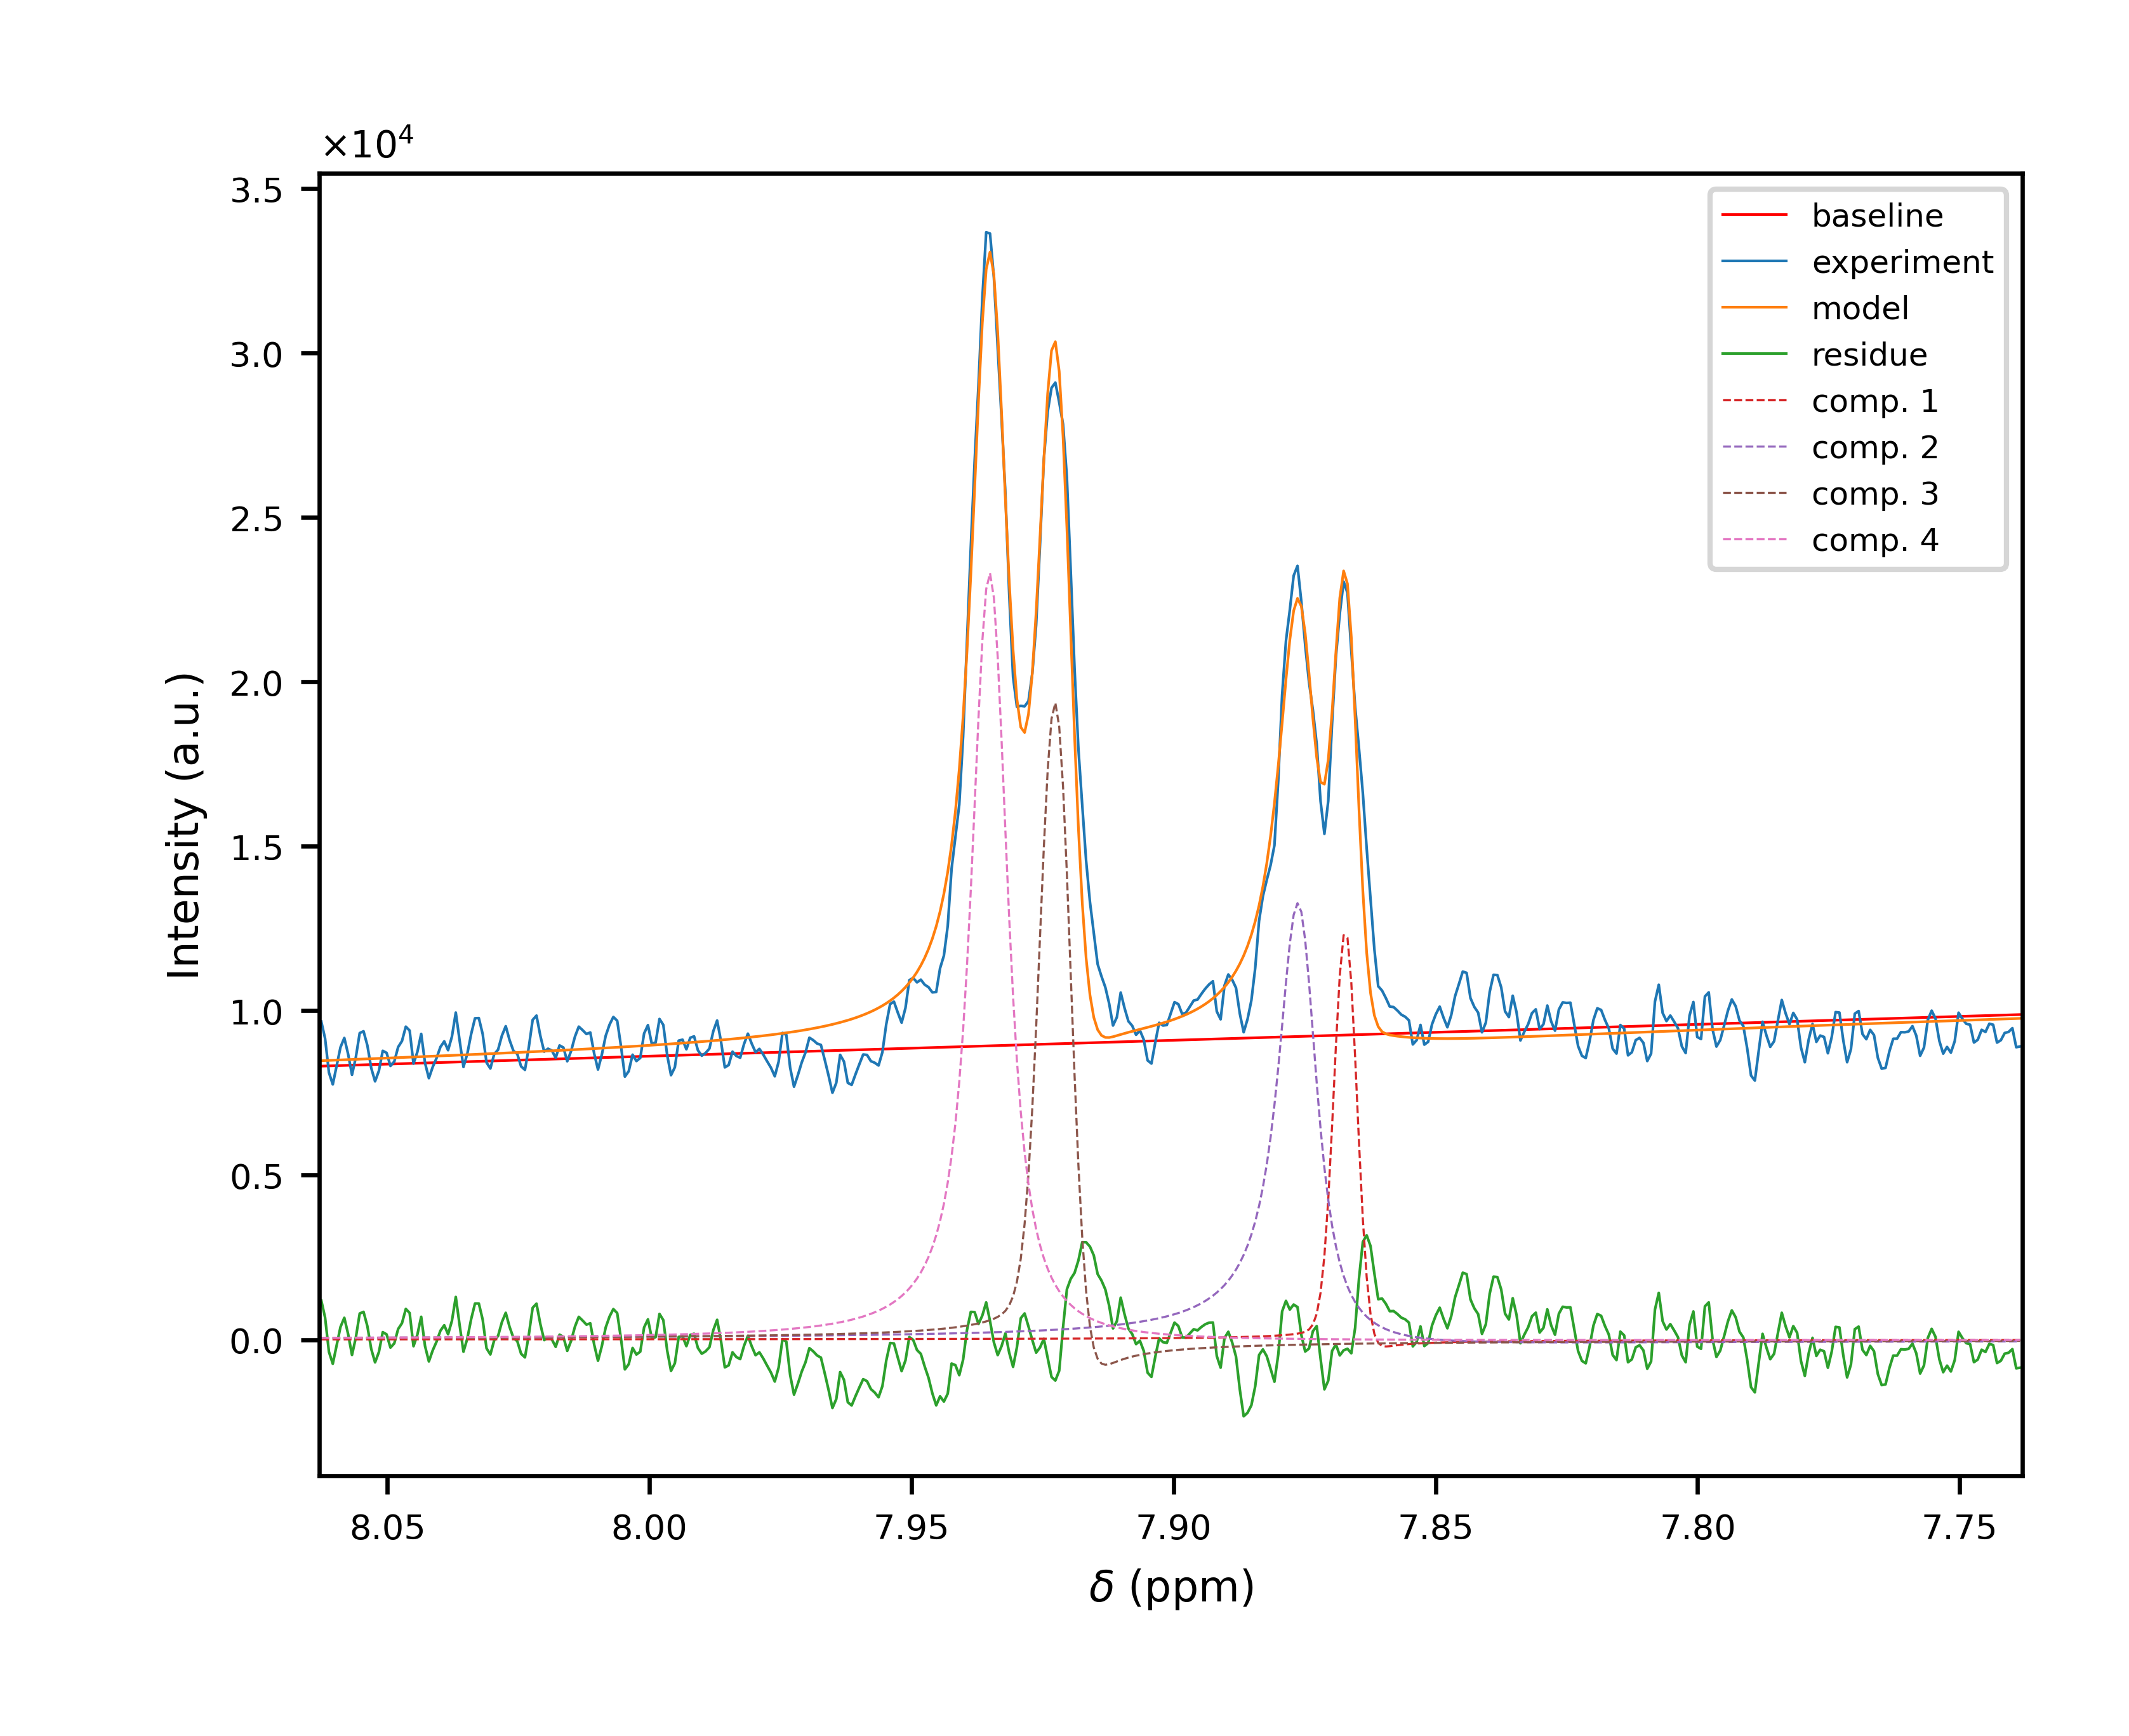 ×10⁴
3.5
3.0
2.5
2.0
1.5
1.0
0.5
0.0
Intensity (a.u.)
baseline
experiment
model
residue
comp. 1
comp. 2
comp. 3
comp. 4
8.05 8.00 7.95 7.90 7.85 7.80 7.75
δ (ppm)